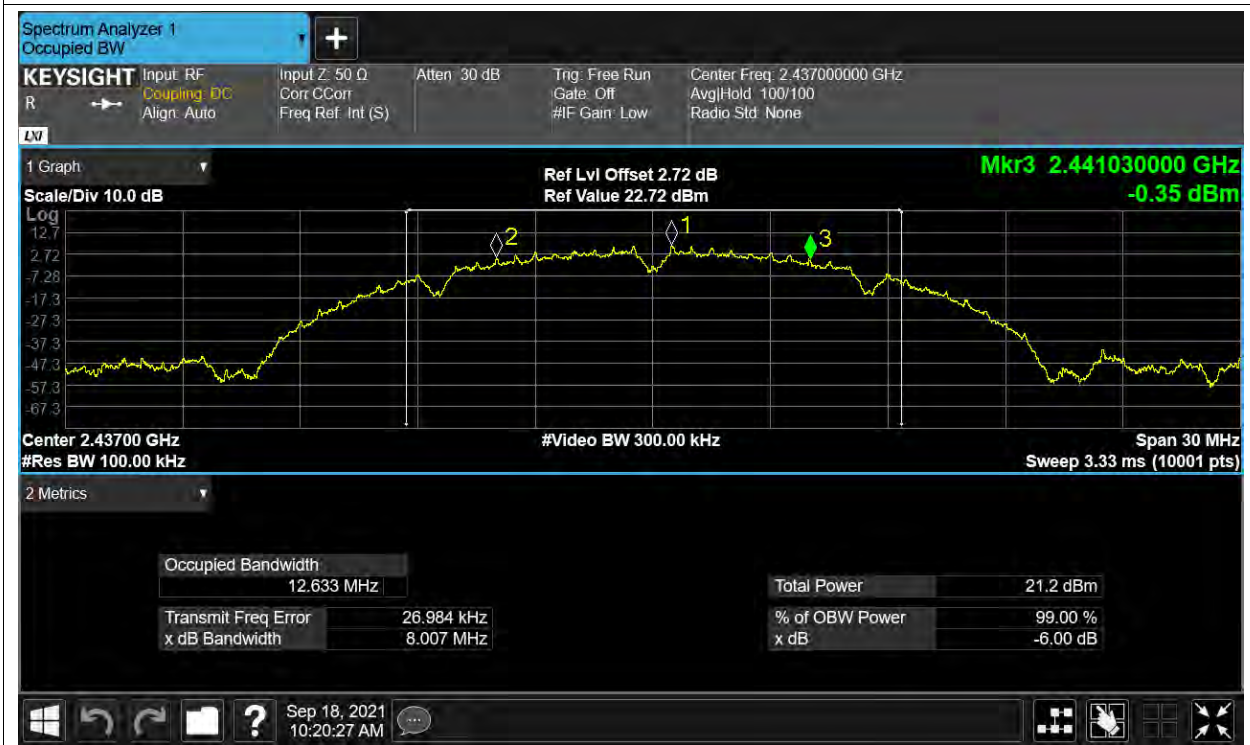 Spectrum Analyzer 1
Occupied BW
+
KEYSIGHT
R
LXI
Input: RF
Coupling: DC
Align: Auto
Input Z: 50 Ω
Corr CCorr
Freq Ref: Int (S)
Atten: 30 dB
Trig: Free Run
Gate: Off
#IF Gain: Low
Center Freq: 2.437000000 GHz
Avg|Hold: 100/100
Radio Std: None
1 Graph
Scale/Div 10.0 dB
Ref Lvl Offset 2.72 dB
Ref Value 22.72 dBm
Mkr3 2.441030000 GHz
-0.35 dBm
Log
12.7
2.72
-7.28
-17.3
-27.3
-37.3
-47.3
-57.3
-67.3
2
1
3
Center 2.43700 GHz
#Res BW 100.00 kHz
#Video BW 300.00 kHz
Span 30 MHz
Sweep 3.33 ms (10001 pts)
2 Metrics
Occupied Bandwidth
12.633 MHz
Transmit Freq Error 26.984 kHz
x dB Bandwidth 8.007 MHz
Total Power 21.2 dBm
% of OBW Power 99.00 %
x dB -6.00 dB
?
Sep 18, 2021
10:20:27 AM